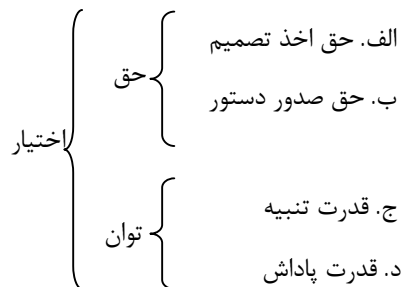 الف. حق اخذ تصمیم
حق
ب. حق صدور دستور
اختیار
ج. قدرت تنبیه
توان
د. قدرت پاداش